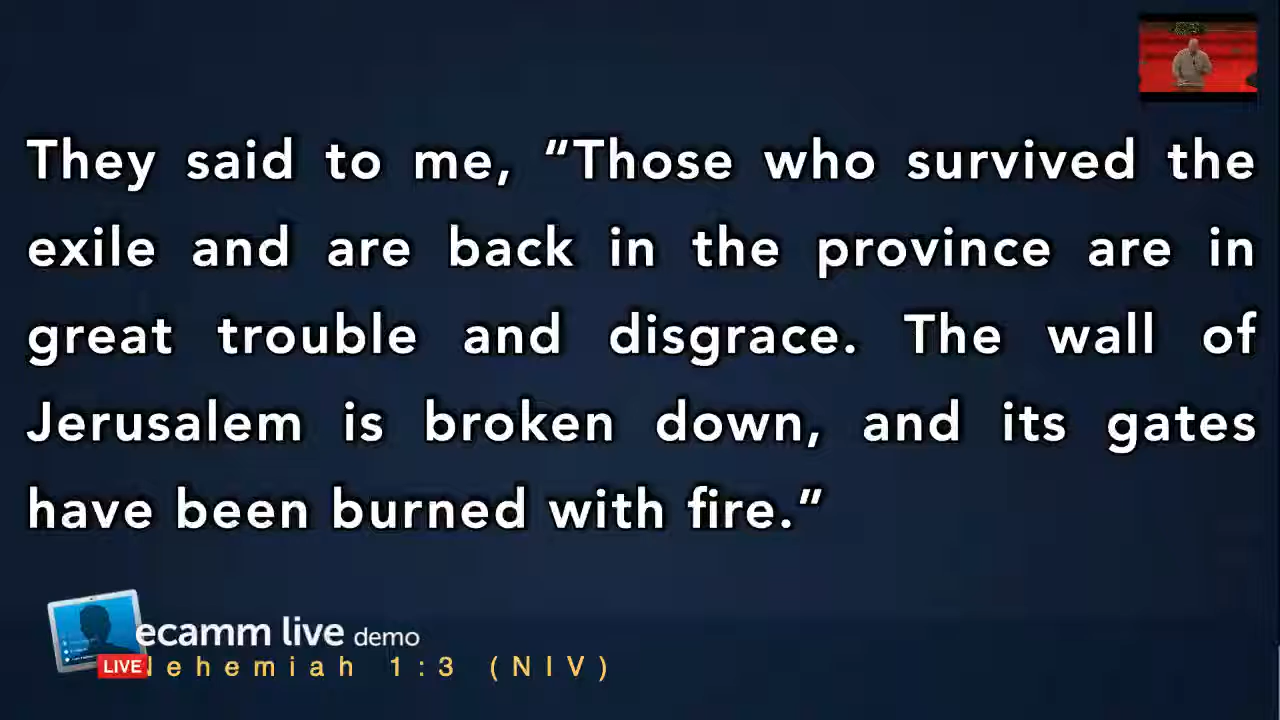 They said to me, “Those who survived the
exile and are back in the province are in
great trouble and disgrace. The wall of
Jerusalem is broken down, and its gates
have been burned with fire.”
ecamm live demo
LIVE
ehemiah 1:3 (NIV)